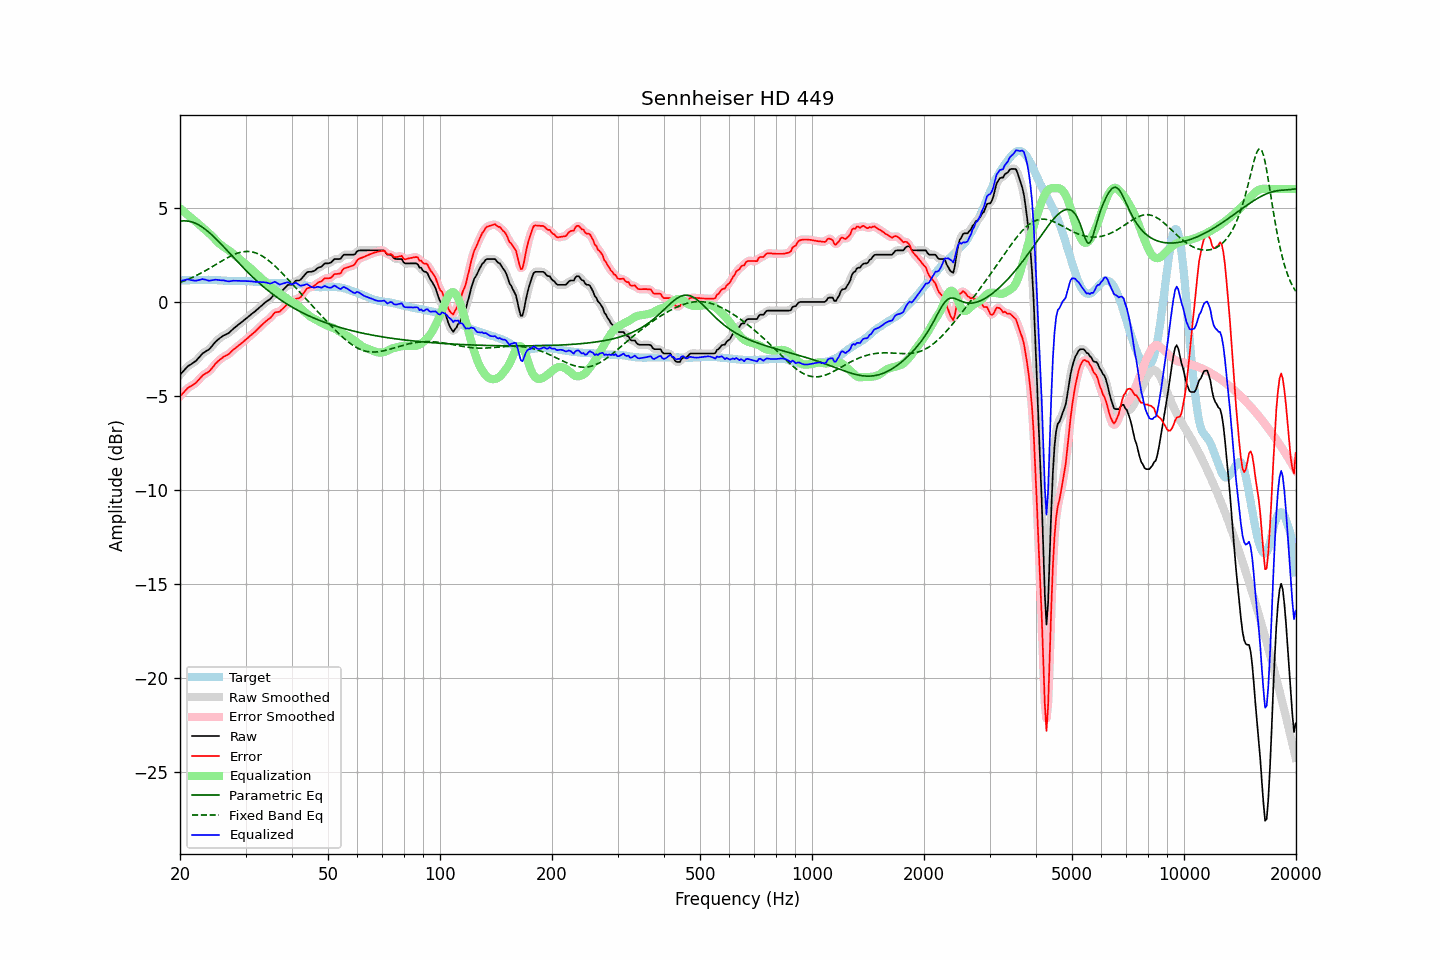 Sennheiser HD 449
Amplitude (dBr)
5
0
−5
−10
−15
−20
−25
Target
Raw Smoothed
Error Smoothed
Raw
Error
Equalization
Parametric Eq
Fixed Band Eq
Equalized
20 50 100 200 500 1000 2000 5000 10000 20000
Frequency (Hz)